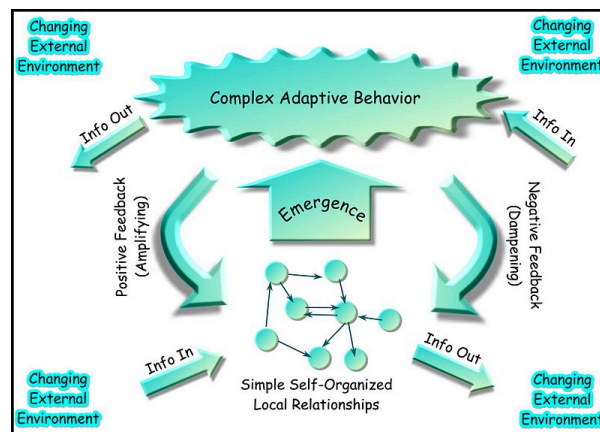 Changing
External
Environment
Changing
External
Environment
Complex Adaptive Behavior
Info Out
Info In
Positive Feedback
(Amplifying)
Emergence
Negative Feedback
(Dampening)
Info In
Info Out
Simple Self-Organized
Local Relationships
Changing
External
Environment
Changing
External
Environment